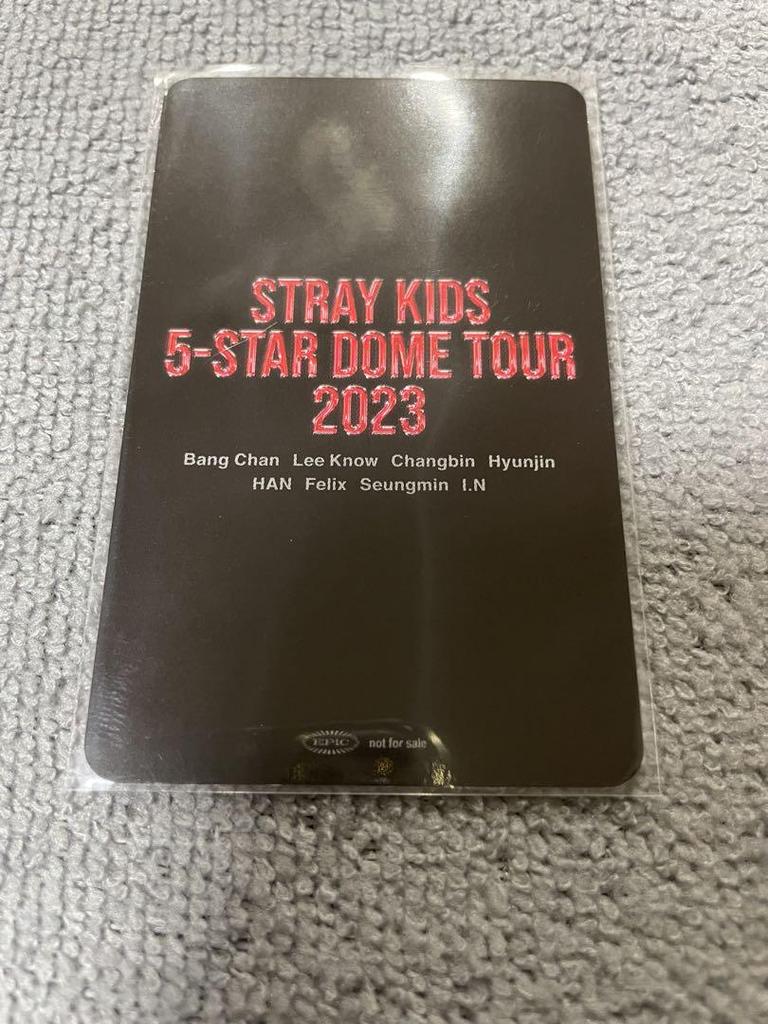 STRAY KIDS
5-STAR DOME TOUR
2023
Bang Chan Lee Know Changbin Hyunjin
HAN Felix Seungmin I.N
EPIC not for sale